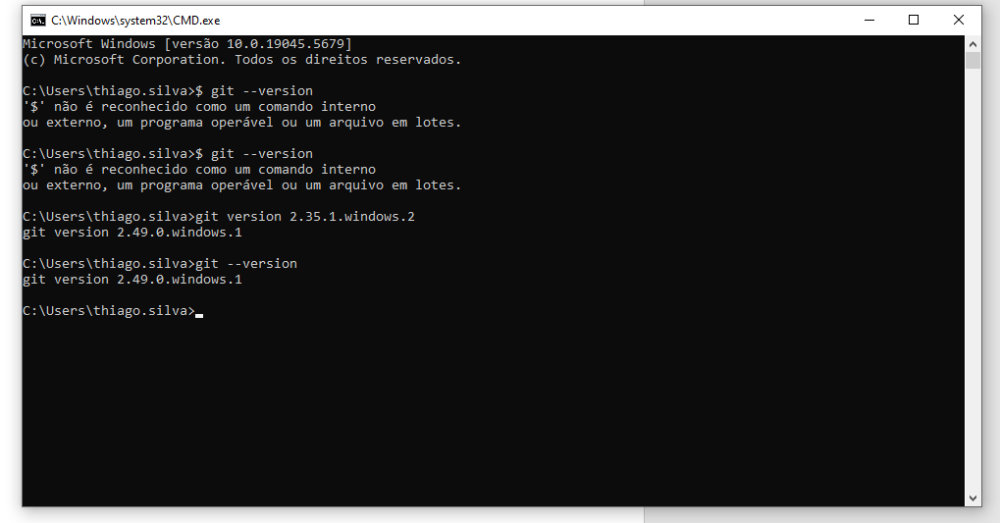 C:\Windows\system32\CMD.exe
Microsoft Windows [versão 10.0.19045.5679]
(c) Microsoft Corporation. Todos os direitos reservados.
C:\Users\thiago.silva>$ git --version
'$' não é reconhecido como um comando interno
ou externo, um programa operável ou um arquivo em lotes.
C:\Users\thiago.silva>$ git --version
'$' não é reconhecido como um comando interno
ou externo, um programa operável ou um arquivo em lotes.
C:\Users\thiago.silva>git version 2.35.1.windows.2
git version 2.49.0.windows.1
C:\Users\thiago.silva>git --version
git version 2.49.0.windows.1
C:\Users\thiago.silva>